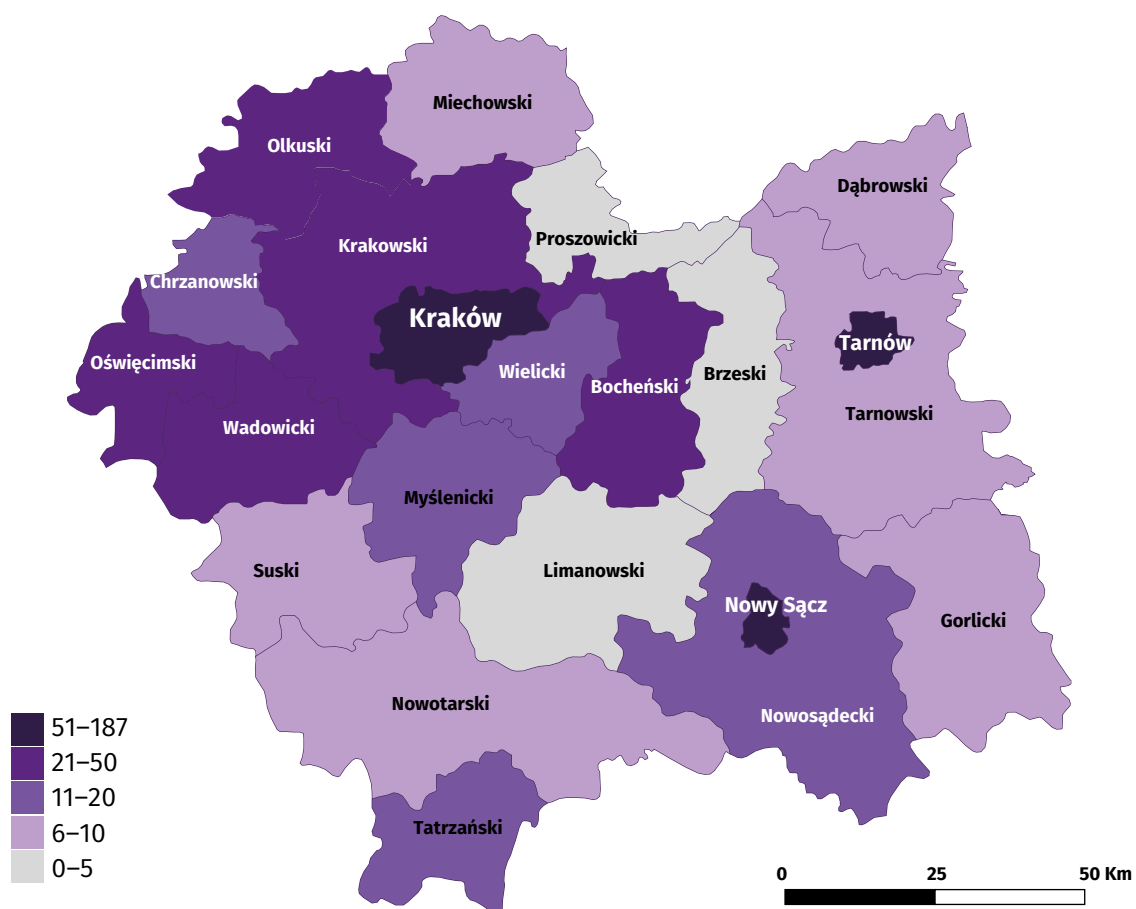 Miechowski
Olkuski
Dąbrowski
Proszowicki
Krakowski
Chrzanowski
Kraków
Tarnów
Oświęcimski
Wielicki
Brzeski
Bocheński
Tarnowski
Wadowicki
Myślenicki
Suski
Limanowski
Nowy Sącz
Gorlicki
Nowotarski
Nowosądecki
Tatrzański
51–187
21–50
11–20
6–10
0–5
0 25 50 Km